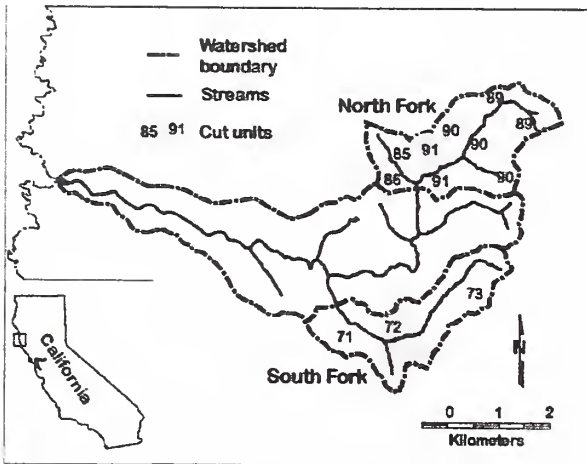 Watershed
boundary
Streams
85 91 Cut units
North Fork
89
89
90
90
91
85
86 91 90
73
72
71
South Fork
California
N
0 1 2
Kilometers